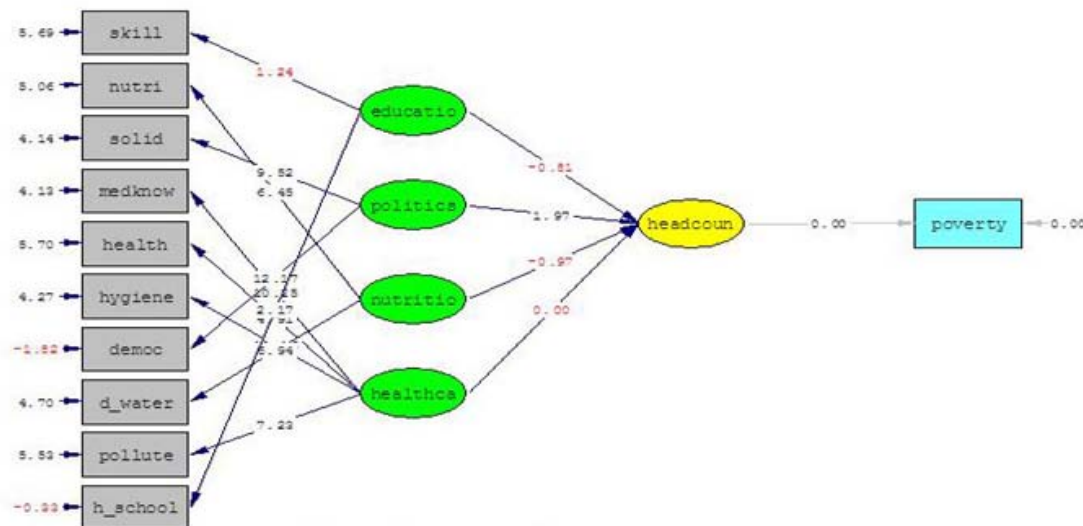 5.69 skill
1.24
5.06 nutri
educatio
4.14 solid
9.52
-0.81
6.45
4.13 medknow
politics
1.97
headcoun
0.00
poverty
0.00
5.70 health
-0.97
12.17
4.27 hygiene
nutritio
0.00
2.17
-1.82 democ
5.94
4.70 d_water
healthca
7.23
5.53 pollute
-0.93 h_school